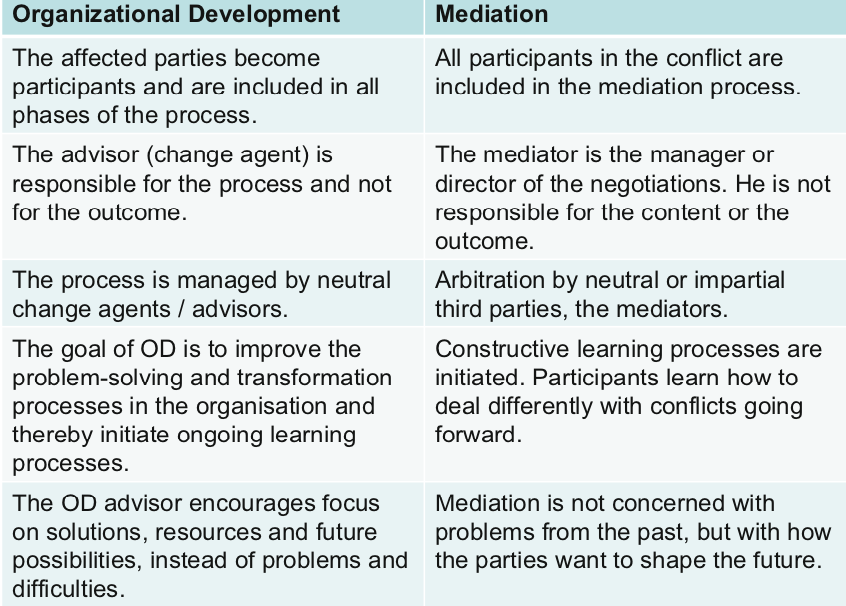 Organizational Development
Mediation
The affected parties become
participants and are included in all
phases of the process.
All participants in the conflict are
included in the mediation process.
The advisor (change agent) is
responsible for the process and not
for the outcome.
The mediator is the manager or
director of the negotiations. He is not
responsible for the content or the
outcome.
The process is managed by neutral
change agents / advisors.
Arbitration by neutral or impartial
third parties, the mediators.
The goal of OD is to improve the
problem-solving and transformation
processes in the organisation and
thereby initiate ongoing learning
processes.
Constructive learning processes are
initiated. Participants learn how to
deal differently with conflicts going
forward.
The OD advisor encourages focus
on solutions, resources and future
possibilities, instead of problems and
difficulties.
Mediation is not concerned with
problems from the past, but with how
the parties want to shape the future.